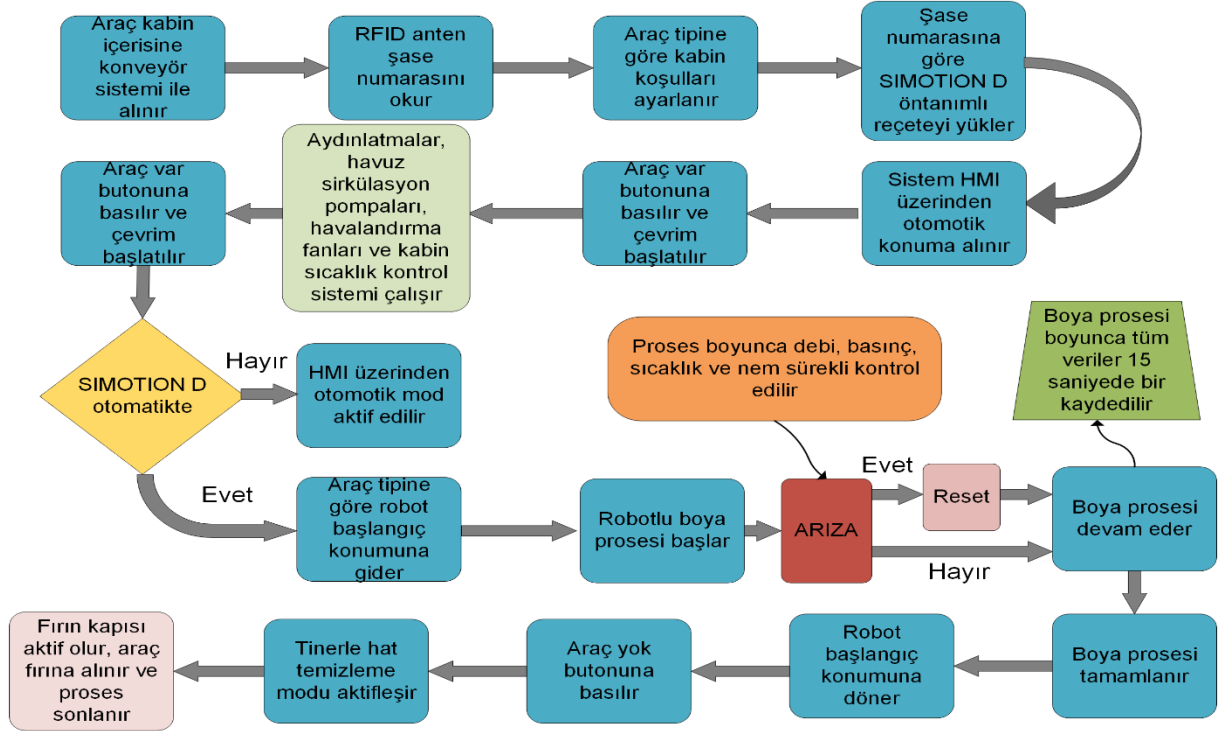 Araç kabin
içerisine
konveyör
sistemi ile
alınır
RFID anten
şase
numarasını
okur
Araç tipine
göre kabin
koşulları
ayarlanır
Şase
numarasına
göre
SIMOTION D
öntanımlı
reçeteyi yükler
Sistem HMI
üzerinden
otomotik
konuma alınır
Araç var
butonuna
basılır ve
çevrim
başlatılır
Aydınlatmalar,
havuz
sirkülasyon
pompaları,
havalandırma
fanları ve kabin
sıcaklık kontrol
sistemi çalışır
Araç var
butonuna
basılır ve
çevrim
başlatılır
SIMOTION D
otomatikte
Hayır
HMI üzerinden
otomotik mod
aktif edilir
Evet
Araç tipine
göre robot
başlangıç
konumuna
gider
Robotlu boya
prosesi başlar
Proses boyunca debi, basınç,
sıcaklık ve nem sürekli kontrol
edilir
ARIZA
Evet
Reset
Hayır
Boya prosesi
devam eder
Boya prosesi
boyunca tüm
veriler 15
saniyede bir
kaydedilir
Boya prosesi
tamamlanır
Robot
başlangıç
konumuna
döner
Araç yok
butonuna
basılır
Tinerle hat
temizleme
modu aktifleşir
Fırın kapısı
aktif olur, araç
fırına alınır ve
proses
sonlanır